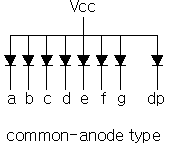 Vcc
a b c d e f g dp
common-anode type